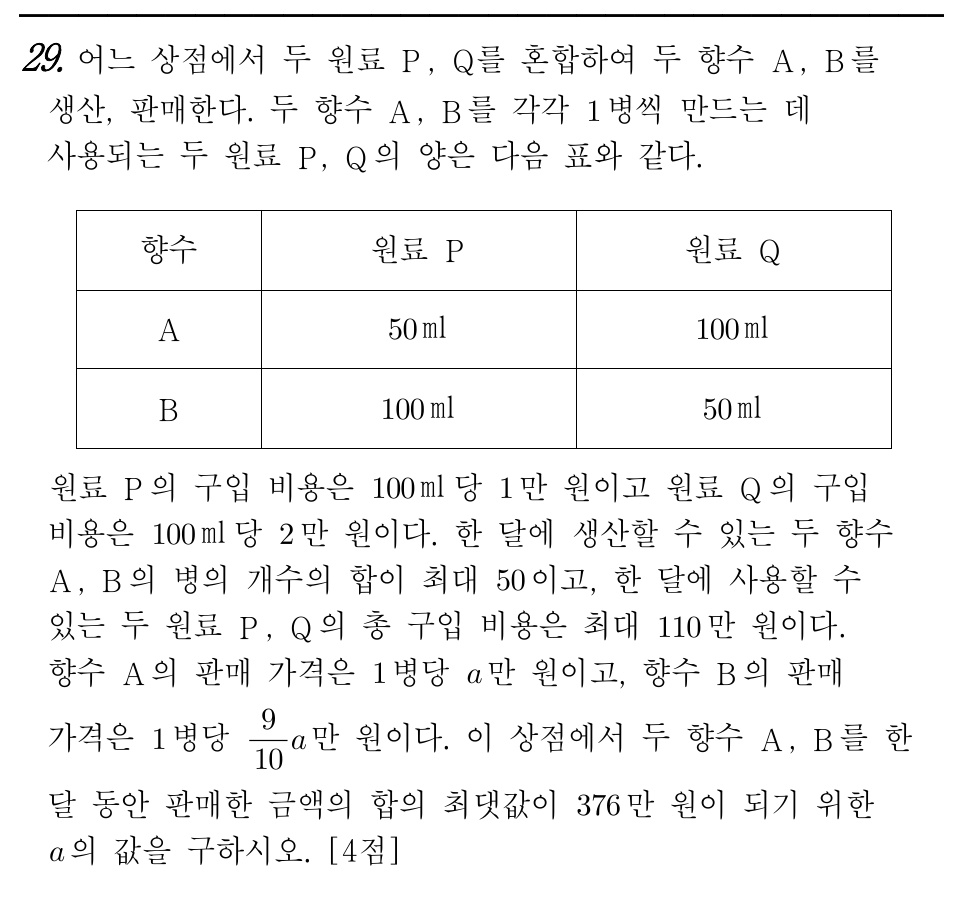 29. 어느 상점에서 두 원료 P, Q를 혼합하여 두 향수 A, B를
생산, 판매한다. 두 향수 A, B를 각각 1병씩 만드는 데
사용되는 두 원료 P, Q의 양은 다음 표와 같다.
향수 원료 P 원료 Q
A 50㎖ 100㎖
B 100㎖ 50㎖
원료 P의 구입 비용은 100㎖당 1만 원이고 원료 Q의 구입
비용은 100㎖당 2만 원이다. 한 달에 생산할 수 있는 두 향수
A, B의 병의 개수의 합이 최대 50이고, 한 달에 사용할 수
있는 두 원료 P, Q의 총 구입 비용은 최대 110만 원이다.
향수 A의 판매 가격은 1병당 a만 원이고, 향수 B의 판매
가격은 1병당 9/10 a만 원이다. 이 상점에서 두 향수 A, B를 한
달 동안 판매한 금액의 합의 최댓값이 376만 원이 되기 위한
a의 값을 구하시오. [4점]